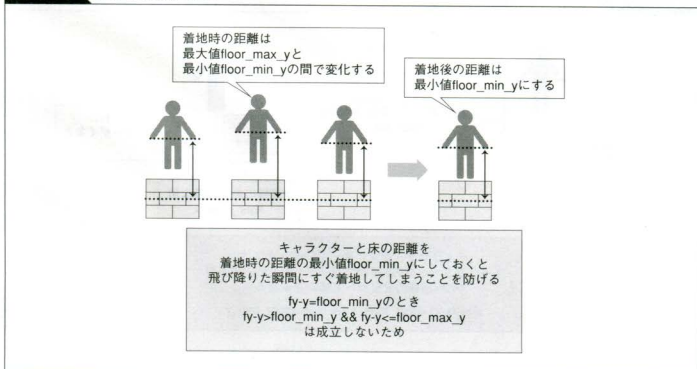 着地時の距離は
最大値floor_max_yと
最小値floor_min_yの間で変化する
着地後の距離は
最小値floor_min_yにする
キャラクターと床の距離を
着地時の距離の最小値floor_min_yにしておくと
飛び降りた瞬間にすぐ着地してしまうことを防げる
fy-y=floor_min_yのとき
fy-y>floor_min_y && fy-y<=floor_max_y
は成立しないため